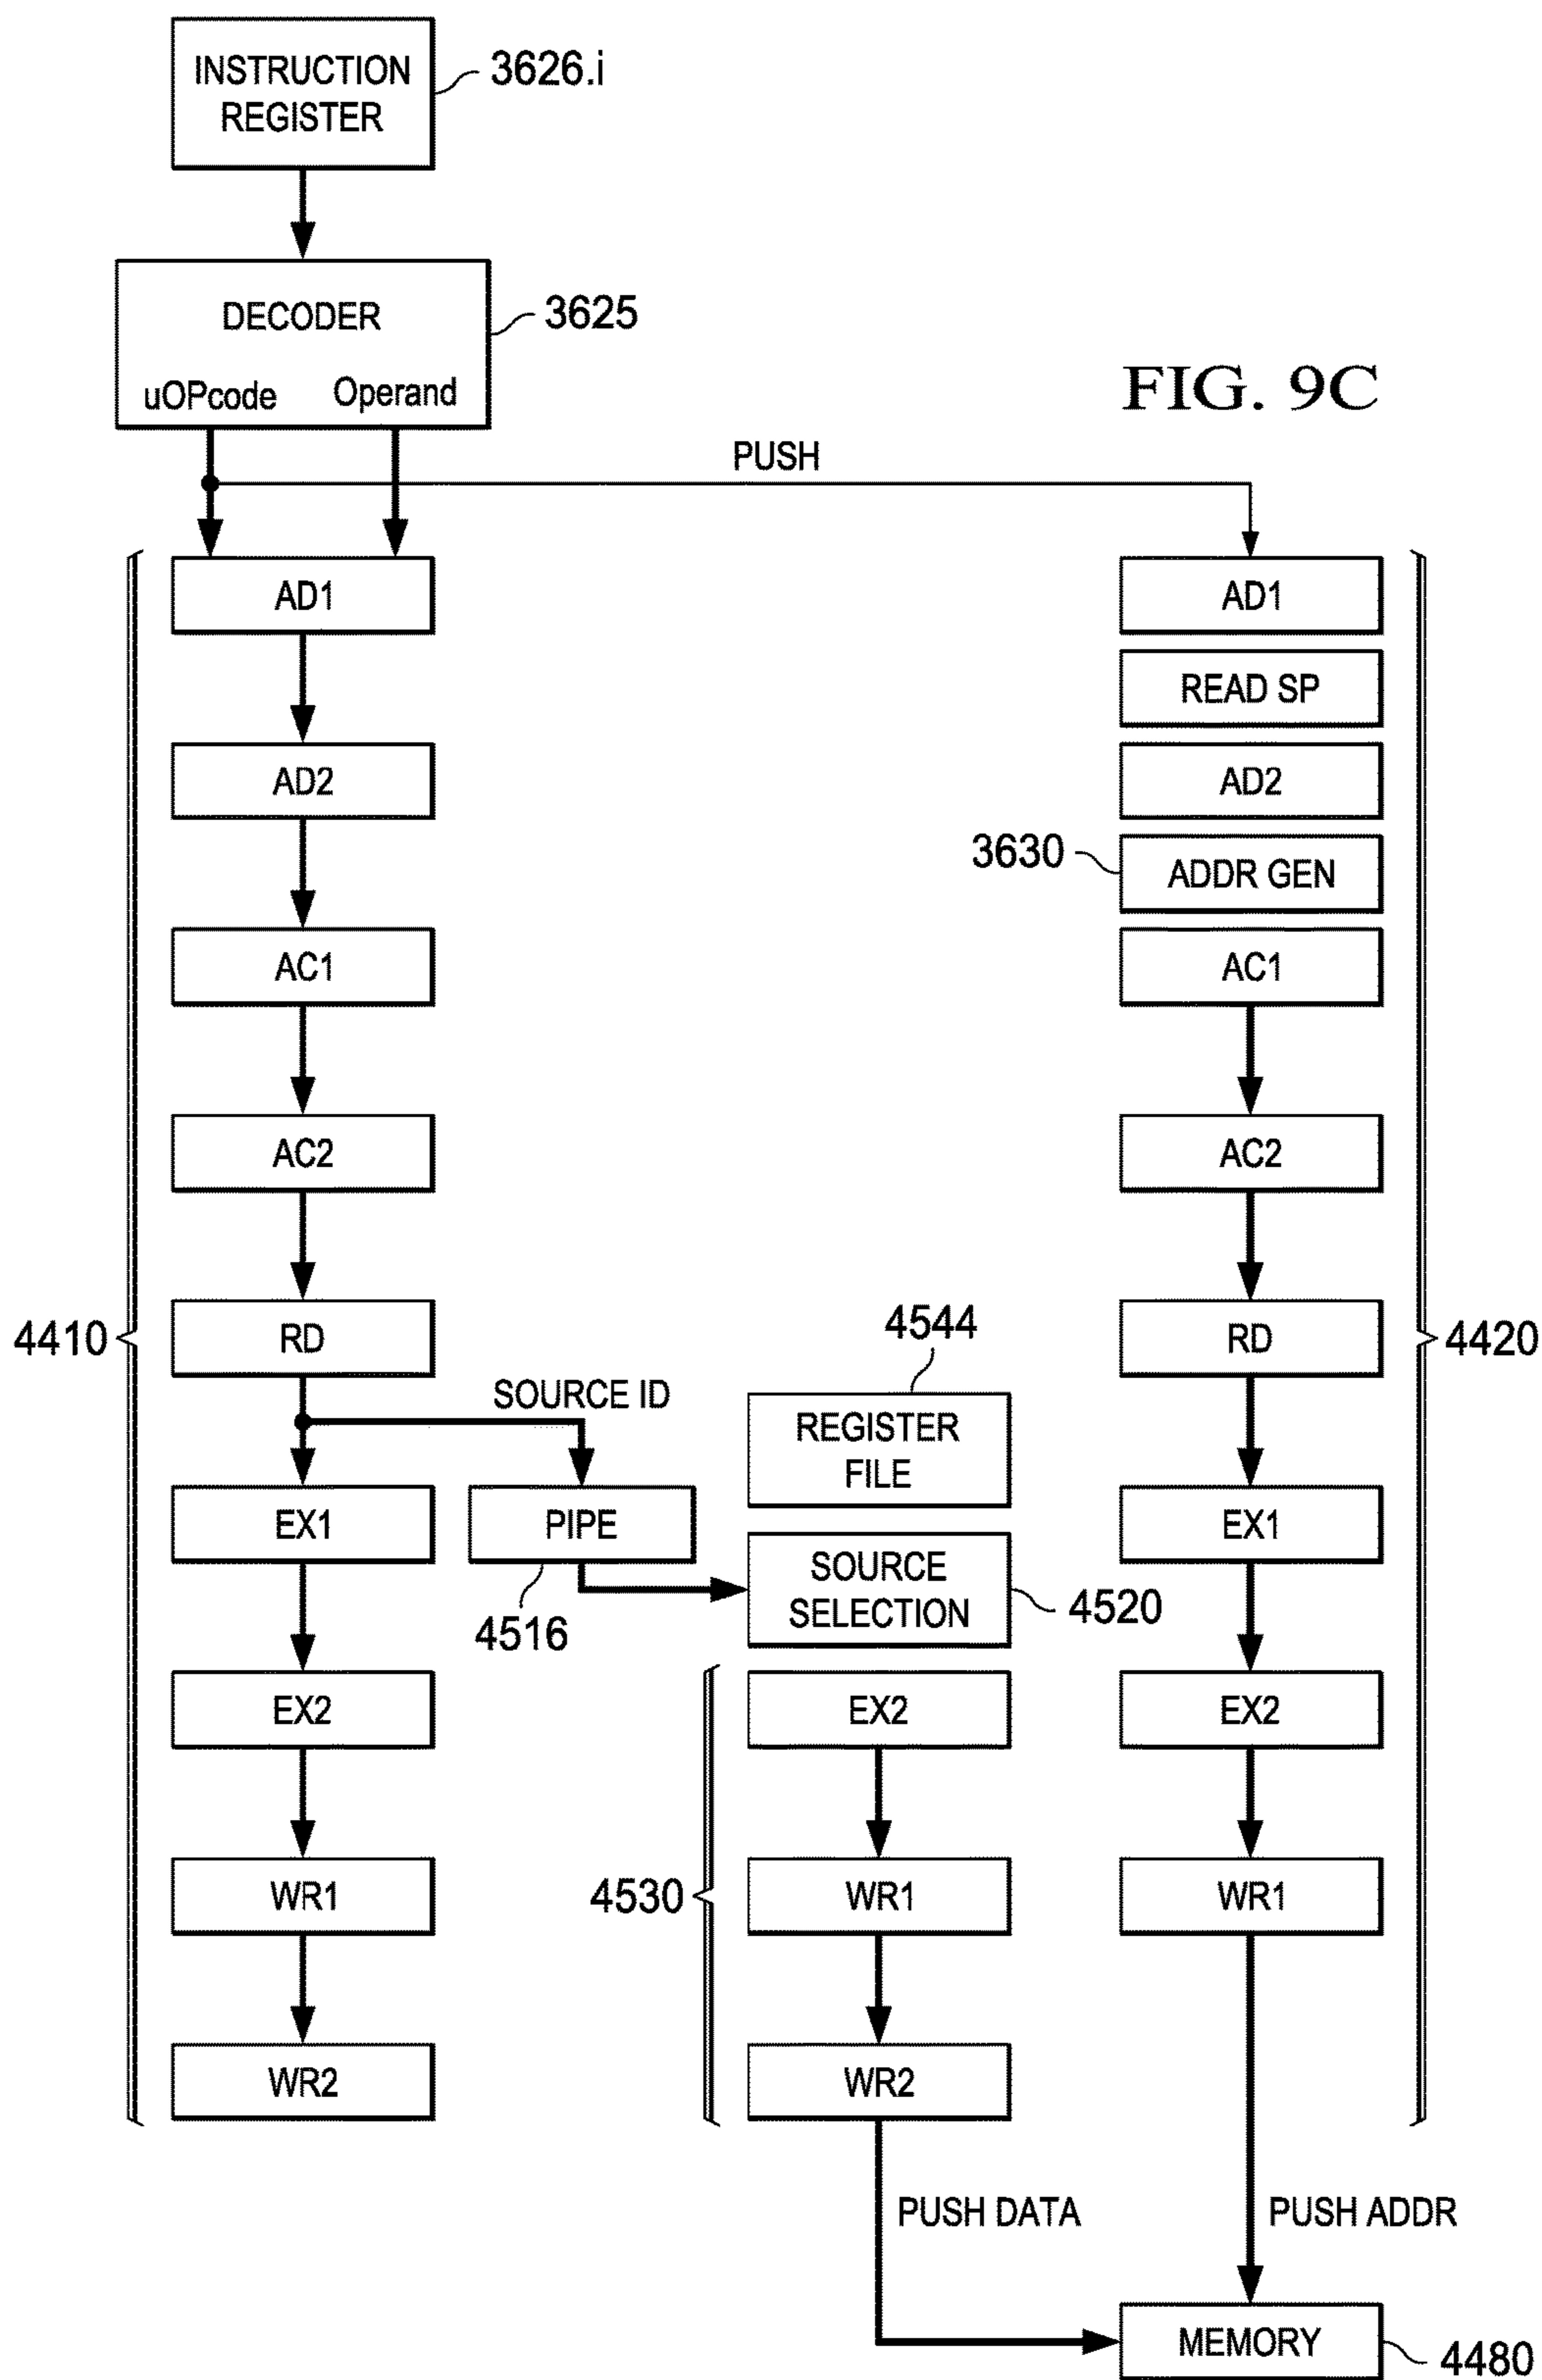 INSTRUCTION
REGISTER
3626.i
DECODER
3625
uOPcode
Operand
FIG. 9C
PUSH
AD1
AD1
READ SP
AD2
AD2
3630
ADDR GEN
AC1
AC1
AC2
AC2
4410
RD
4544
RD
4420
SOURCE ID
REGISTER
FILE
EX1
PIPE
EX1
4516
SOURCE
SELECTION
4520
EX2
EX2
EX2
4530
WR1
WR1
WR1
WR2
WR2
PUSH DATA
PUSH ADDR
MEMORY
4480